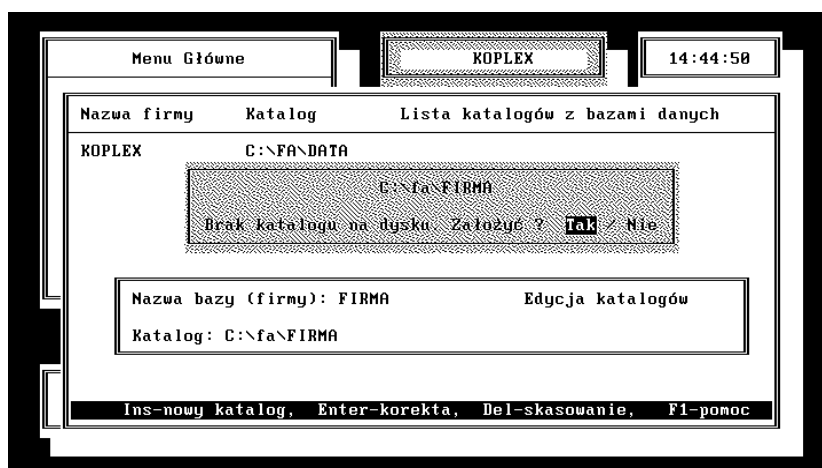 Menu Główne KOPLEX 14:44:50
Nazwa firmy Katalog Lista katalogów z bazami danych
KOPLEX C:\FA\DATA
C:\fa\FIRMA
Brak katalogu na dysku. Założyć ? Tak / Nie
Nazwa bazy (firmy): FIRMA Edycja katalogów
Katalog: C:\fa\FIRMA
Ins-nowy katalog, Enter-korekta, Del-skasowanie, F1-pomoc